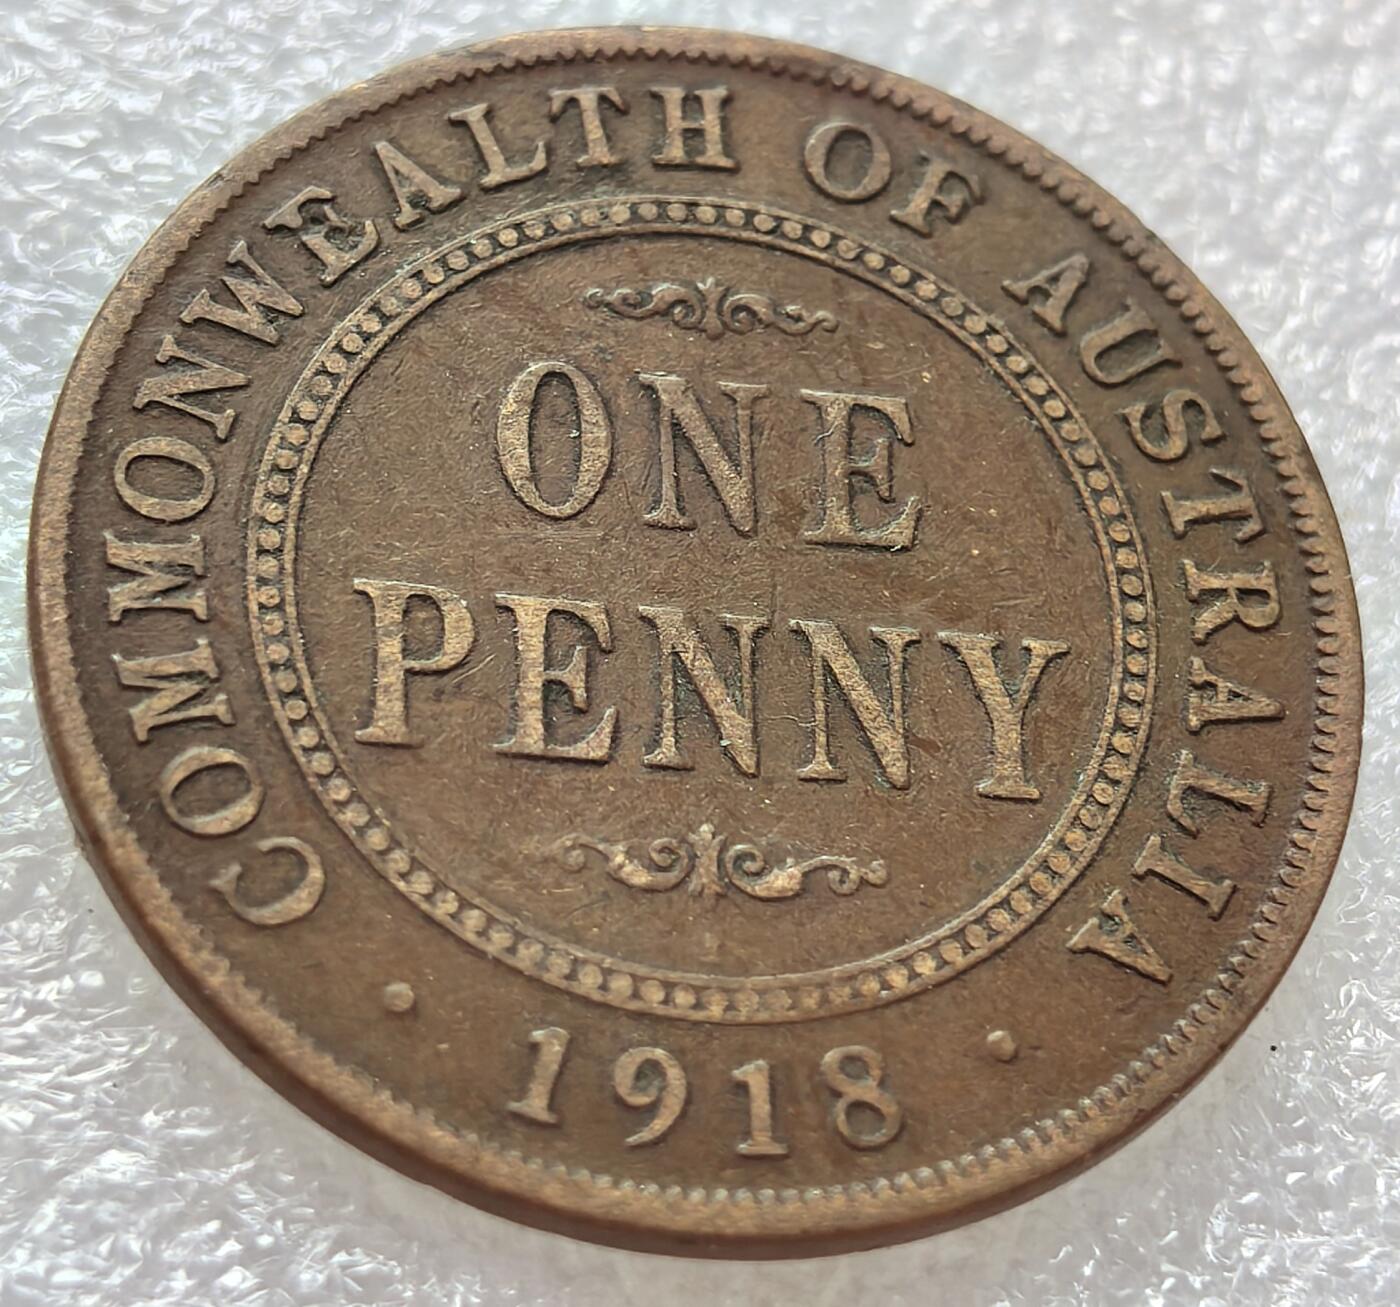 COMMONWEALTH OF AUSTRALIA
ONE
PENNY
· 1918 ·